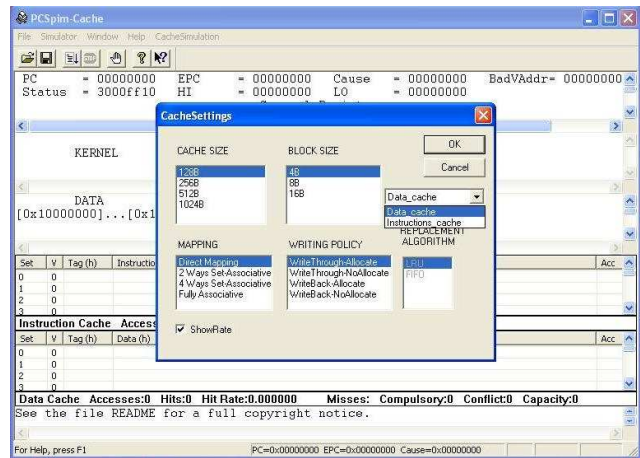 PCSpim-Cache
File Simulator Window Help CacheSimulation
PC = 00000000 EPC = 00000000 Cause = 00000000 BadVAddr= 00000000
Status = 3000ff10 HI = 00000000 LO = 00000000
CacheSettings
KERNEL
CACHE SIZE
128B
256B
512B
1024B
BLOCK SIZE
4B
8B
16B
OK
Cancel
Data_cache
Data_cache
Instructions_cache
DATA
[0x10000000]...[0x1
MAPPING
Direct Mapping
2 Ways Set-Associative
4 Ways Set-Associative
Fully Associative
WRITING POLICY
WriteThrough-Allocate
WriteThrough-NoAllocate
WriteBack-Allocate
WriteBack-NoAllocate
REPLACEMENT
ALGORITHM
LRU
FIFO
ShowRate
Set V Tag (h) Instructio Acc
0 0
1 0
2 0
3 0
Instruction Cache Access
Set V Tag (h) Data (h) Acc
0 0
1 0
2 0
3 0
Data Cache Accesses:0 Hits:0 Hit Rate:0.000000 Misses: Compulsory:0 Conflict:0 Capacity:0
See the file README for a full copyright notice.
For Help, press F1
PC=0x00000000 EPC=0x00000000 Cause=0x00000000